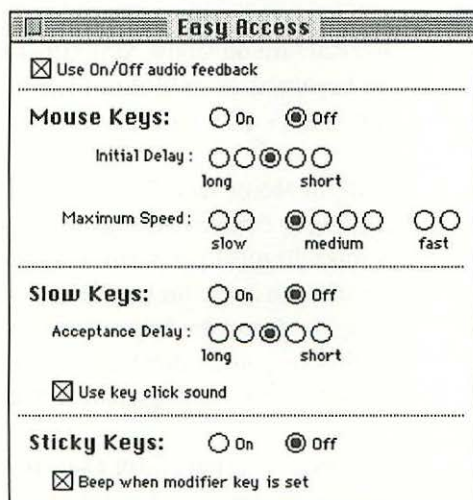 Easy Access
Use On/Off audio feedback
Mouse Keys: On Off
Initial Delay :
long short
Maximum Speed :
slow medium fast
Slow Keys: On Off
Acceptance Delay :
long short
Use key click sound
Sticky Keys: On Off
Beep when modifier key is set